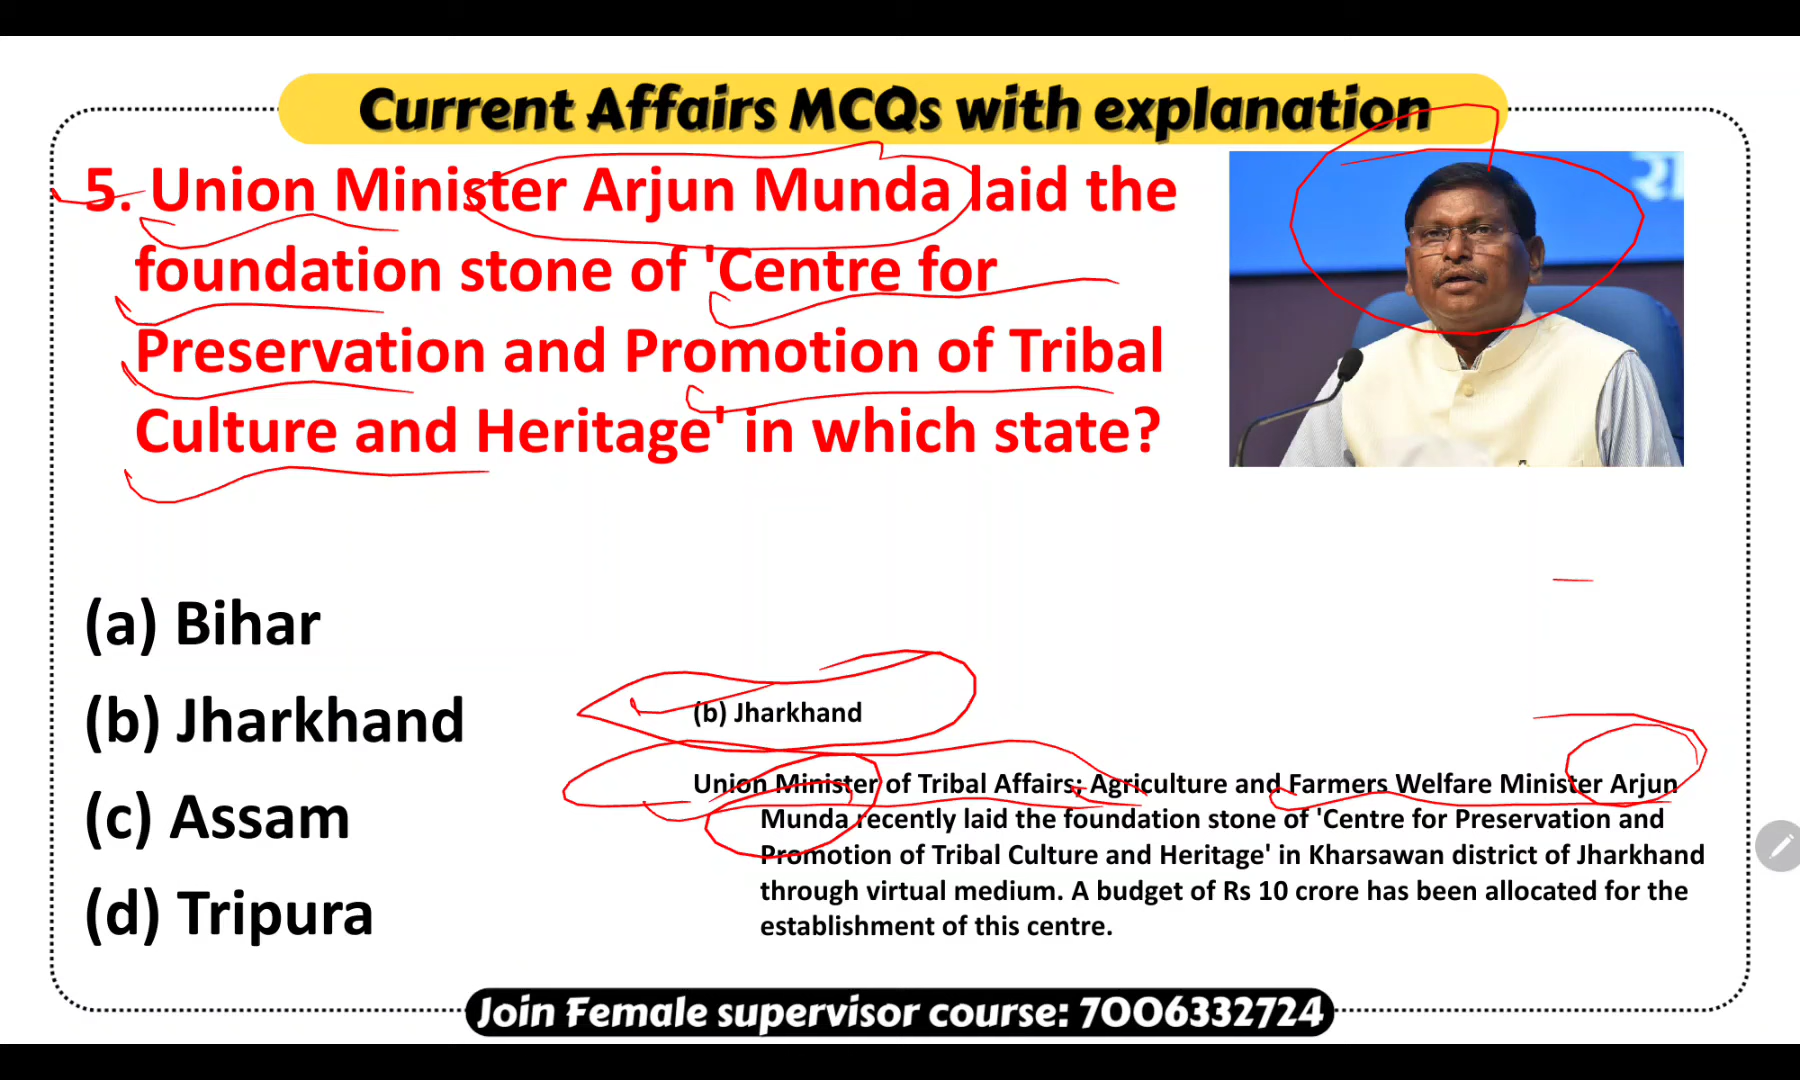 Current Affairs MCQs with explanation
5. Union Minister Arjun Munda laid the
foundation stone of 'Centre for
Preservation and Promotion of Tribal
Culture and Heritage' in which state?
रा
(a) Bihar
(b) Jharkhand
(c) Assam
(d) Tripura
(b) Jharkhand
Union Minister of Tribal Affairs; Agriculture and Farmers Welfare Minister Arjun
Munda recently laid the foundation stone of 'Centre for Preservation and
Promotion of Tribal Culture and Heritage' in Kharsawan district of Jharkhand
through virtual medium. A budget of Rs 10 crore has been allocated for the
establishment of this centre.
Join Female supervisor course: 7006332724